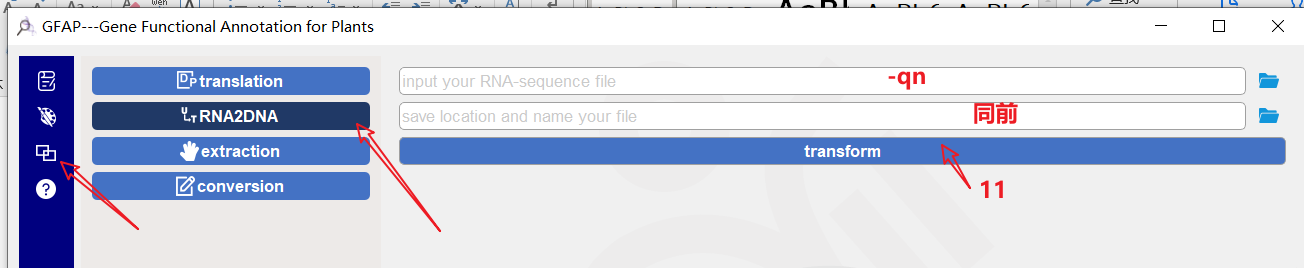 GFAP---Gene Functional Annotation for Plants
translation
input your RNA-sequence file
-qn
RNA2DNA
save location and name your file
同前
extraction
transform
11
conversion